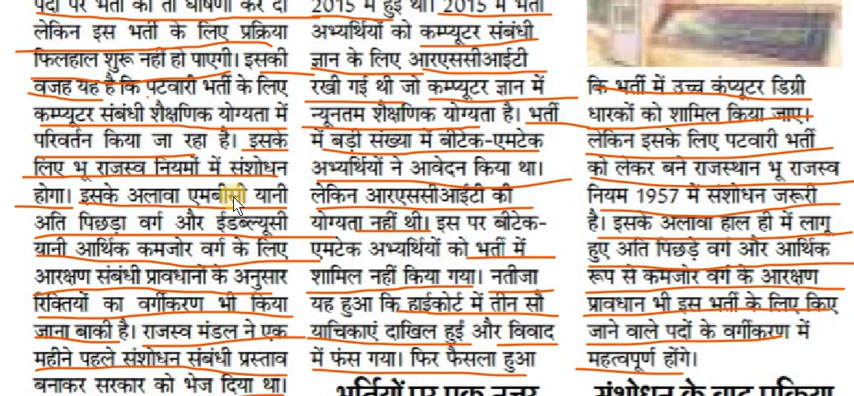 पदों पर भर्ती की तो घोषणा कर दी
लेकिन इस भर्ती के लिए प्रक्रिया
फिलहाल शुरू नहीं हो पाएगी। इसकी
वजह यह है कि पटवारी भर्ती के लिए
कम्प्यूटर संबंधी शैक्षणिक योग्यता में
परिवर्तन किया जा रहा है। इसके
लिए भू राजस्व नियमों में संशोधन
होगा। इसके अलावा एमबीसी यानी
अति पिछड़ा वर्ग और ईडब्ल्यूसी
यानी आर्थिक कमजोर वर्ग के लिए
आरक्षण संबंधी प्रावधानों के अनुसार
रिक्तियों का वर्गीकरण भी किया
जाना बाकी है। राजस्व मंडल ने एक
महीने पहले संशोधन संबंधी प्रस्ताव
बनाकर सरकार को भेज दिया था।
2015 में हुई थी। 2015 में भर्ती
अभ्यर्थियों को कम्प्यूटर संबंधी
ज्ञान के लिए आरएससीआईटी
रखी गई थी जो कम्प्यूटर ज्ञान में
न्यूनतम शैक्षणिक योग्यता है। भर्ती
में बड़ी संख्या में बीटेक-एमटेक
अभ्यर्थियों ने आवेदन किया था।
लेकिन आरएससीआईटी की
योग्यता नहीं थी। इस पर बीटेक-
एमटेक अभ्यर्थियों को भर्ती में
शामिल नहीं किया गया। नतीजा
यह हुआ कि हाईकोर्ट में तीन सौ
याचिकाएं दाखिल हुई और विवाद
में फंस गया। फिर फैसला हुआ
भर्तियों पर एक नजर
कि भर्ती में उच्च कंप्यूटर डिग्री
धारकों को शामिल किया जाए।
लेकिन इसके लिए पटवारी भर्ती
को लेकर बने राजस्थान भू राजस्व
नियम 1957 में संशोधन जरूरी
है। इसके अलावा हाल ही में लागू
हुए अति पिछड़े वर्ग और आर्थिक
रूप से कमजोर वर्ग के आरक्षण
प्रावधान भी इस भर्ती के लिए किए
जाने वाले पदों के वर्गीकरण में
महत्वपूर्ण होंगे।
संशोधन के बाद प्रक्रिया